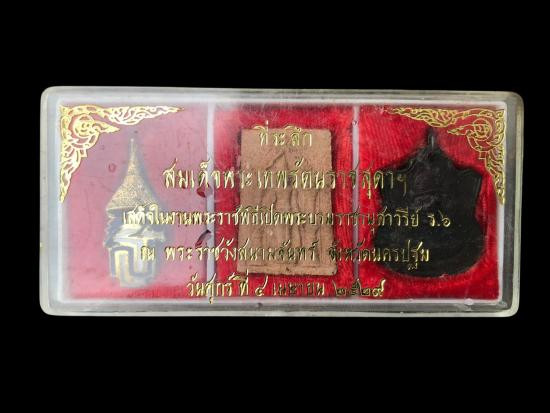 ที่ระลึก
สมเด็จพระเทพรัตนราชสุดาฯ
เสด็จในงานพระราชพิธีเปิดพระบรมราชานุสาวรีย์ ร.๖
ณ พระราชวังสนามจันทร์ จังหวัดนครปฐม
วันศุกร์ ที่ ๔ เมษายน ๒๕๒๙